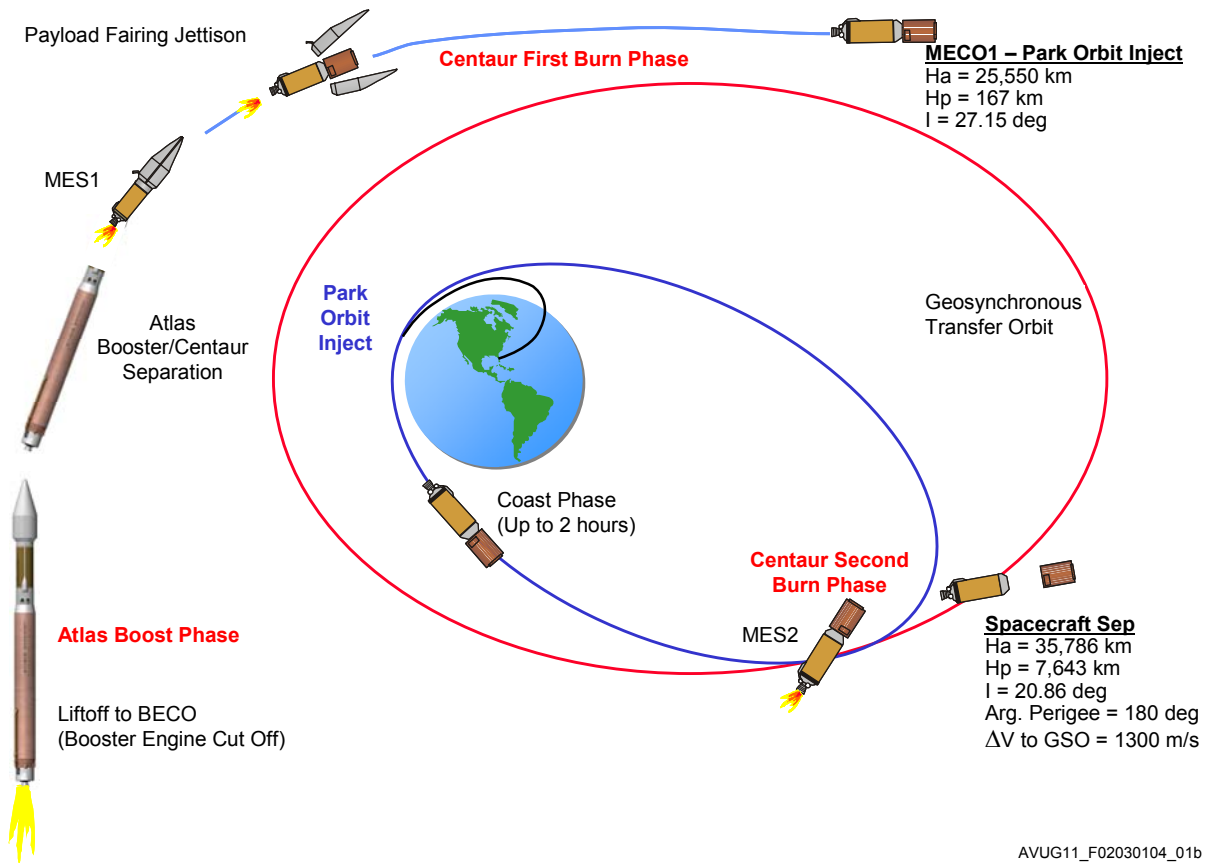 Payload Fairing Jettison
Centaur First Burn Phase
MECO1 – Park Orbit Inject
Ha = 25,550 km
Hp = 167 km
I = 27.15 deg
MES1
Park
Orbit
Inject
Geosynchronous
Transfer Orbit
Atlas
Booster/Centaur
Separation
Coast Phase
(Up to 2 hours)
Centaur Second
Burn Phase
MES2
Spacecraft Sep
Ha = 35,786 km
Hp = 7,643 km
I = 20.86 deg
Arg. Perigee = 180 deg
ΔV to GSO = 1300 m/s
Atlas Boost Phase
Liftoff to BECO
(Booster Engine Cut Off)
AVUG11_F02030104_01b